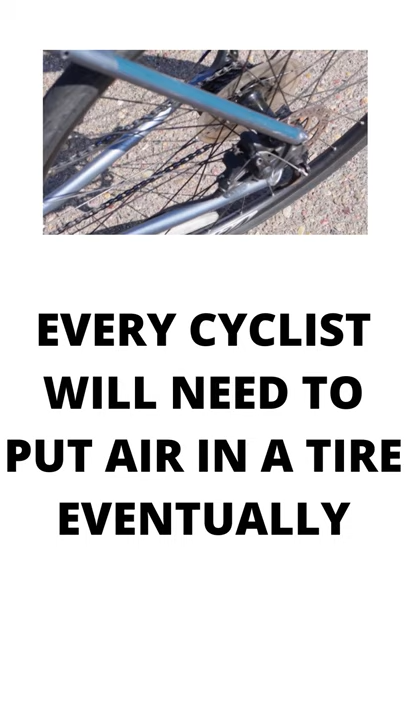 EVERY CYCLIST
WILL NEED TO
PUT AIR IN A TIRE
EVENTUALLY